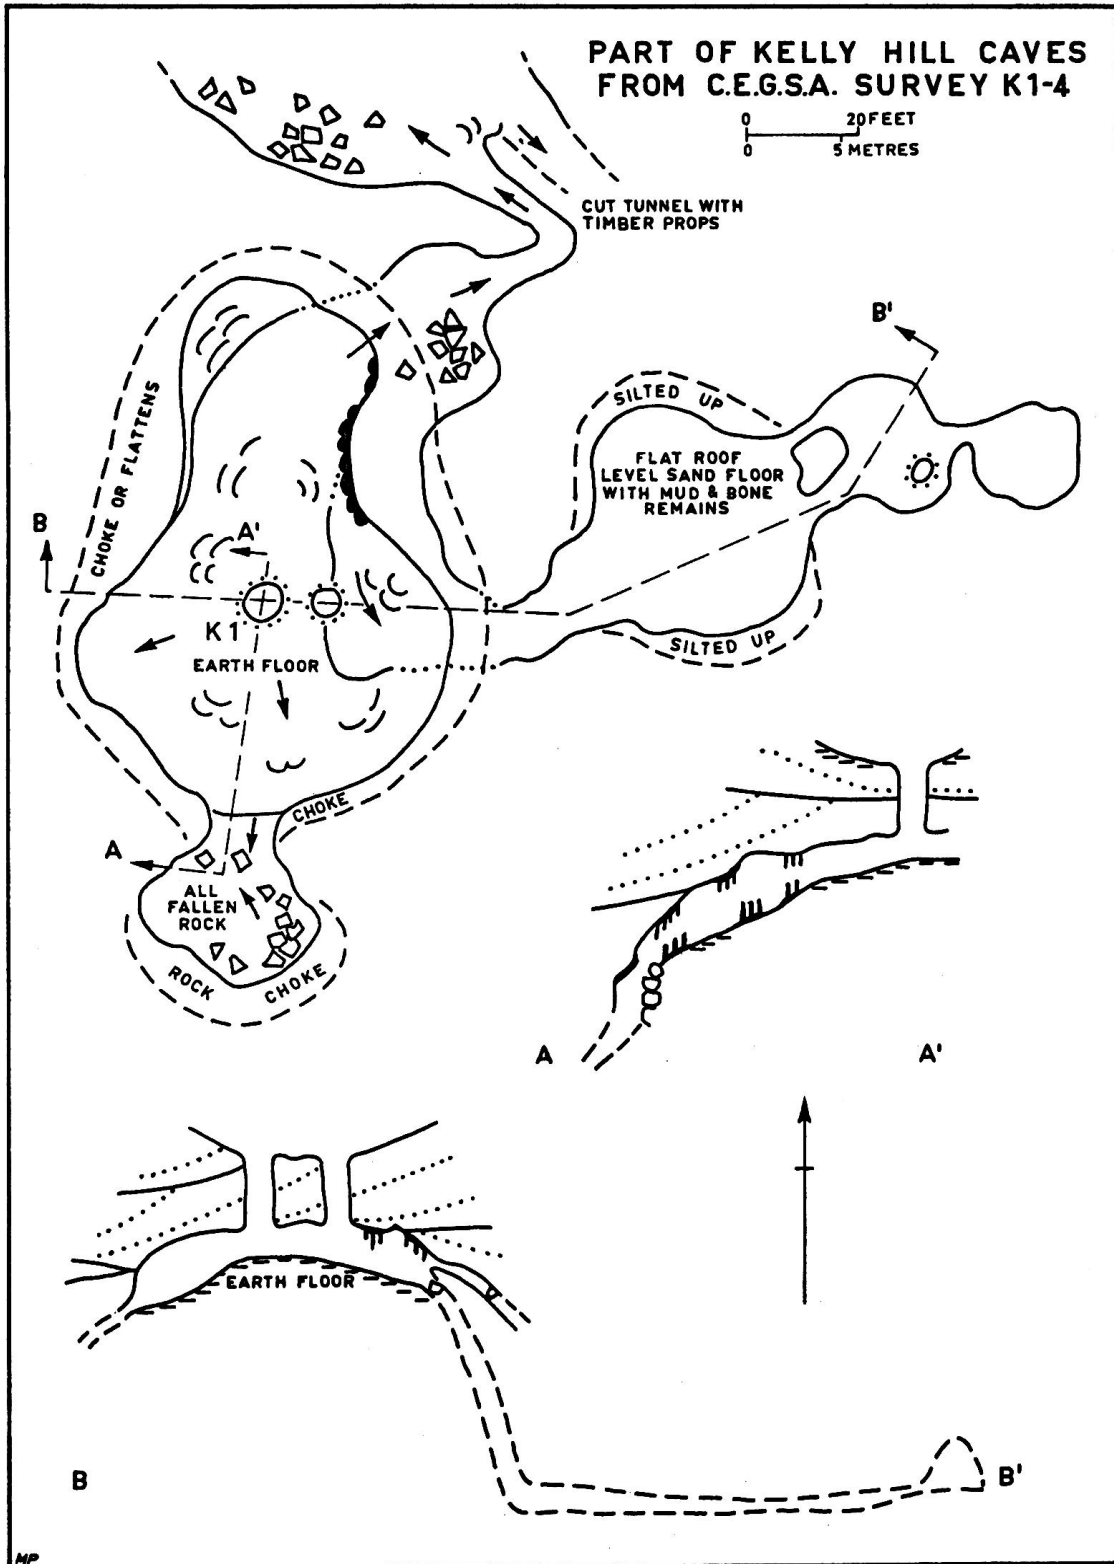 PART OF KELLY HILL CAVES
FROM C.E.G.S.A. SURVEY K1-4
0 20 FEET
0 5 METRES
CUT TUNNEL WITH
TIMBER PROPS
B'
SILTED UP
CHOKE OR FLATTENS
FLAT ROOF
LEVEL SAND FLOOR
WITH MUD & BONE
REMAINS
B
A'
K1
EARTH FLOOR
SILTED UP
CHOKE
A
ALL
FALLEN
ROCK
ROCK CHOKE
A A'
EARTH FLOOR
B B'
MP